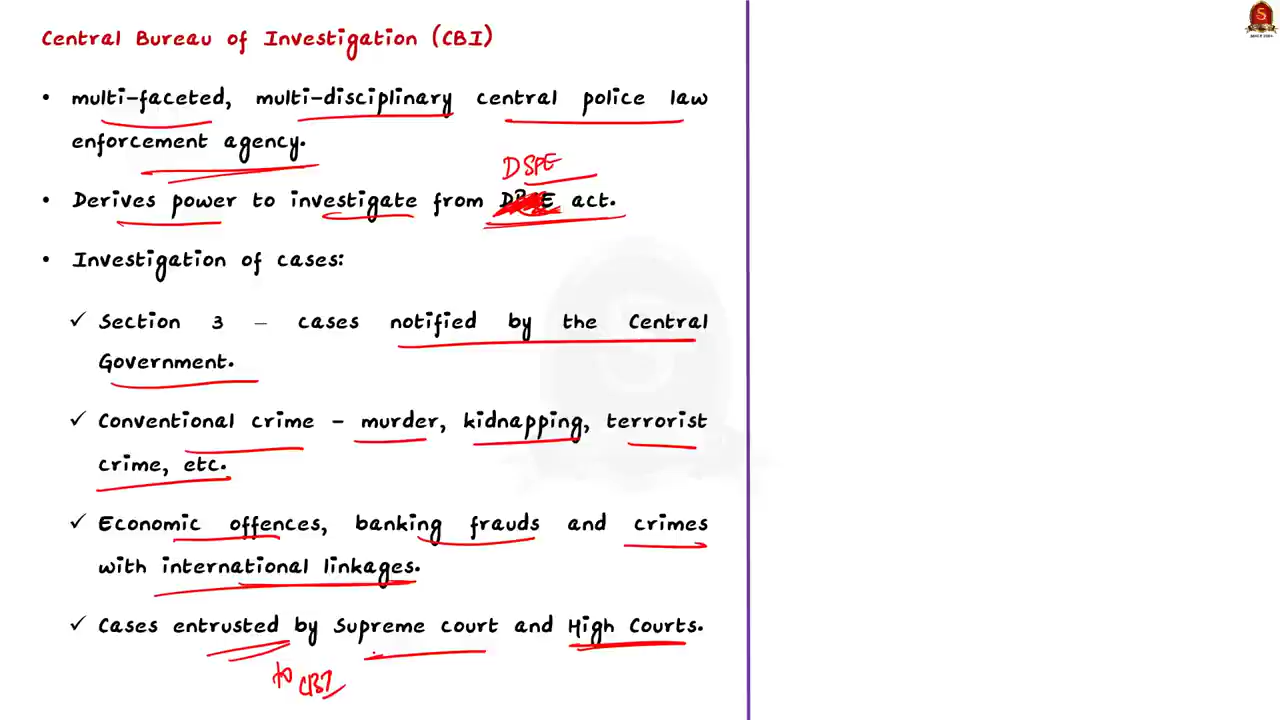 Central Bureau of Investigation (CBI)
• multi-faceted, multi-disciplinary central police law
enforcement agency.
DSPE
• Derives power to investigate from act.
• Investigation of cases:
✓ Section 3 – cases notified by the Central
Government.
✓ Conventional crime – murder, kidnapping, terrorist
crime, etc.
✓ Economic offences, banking frauds and crimes
with international linkages.
✓ Cases entrusted by Supreme court and High Courts.
to CBI
S